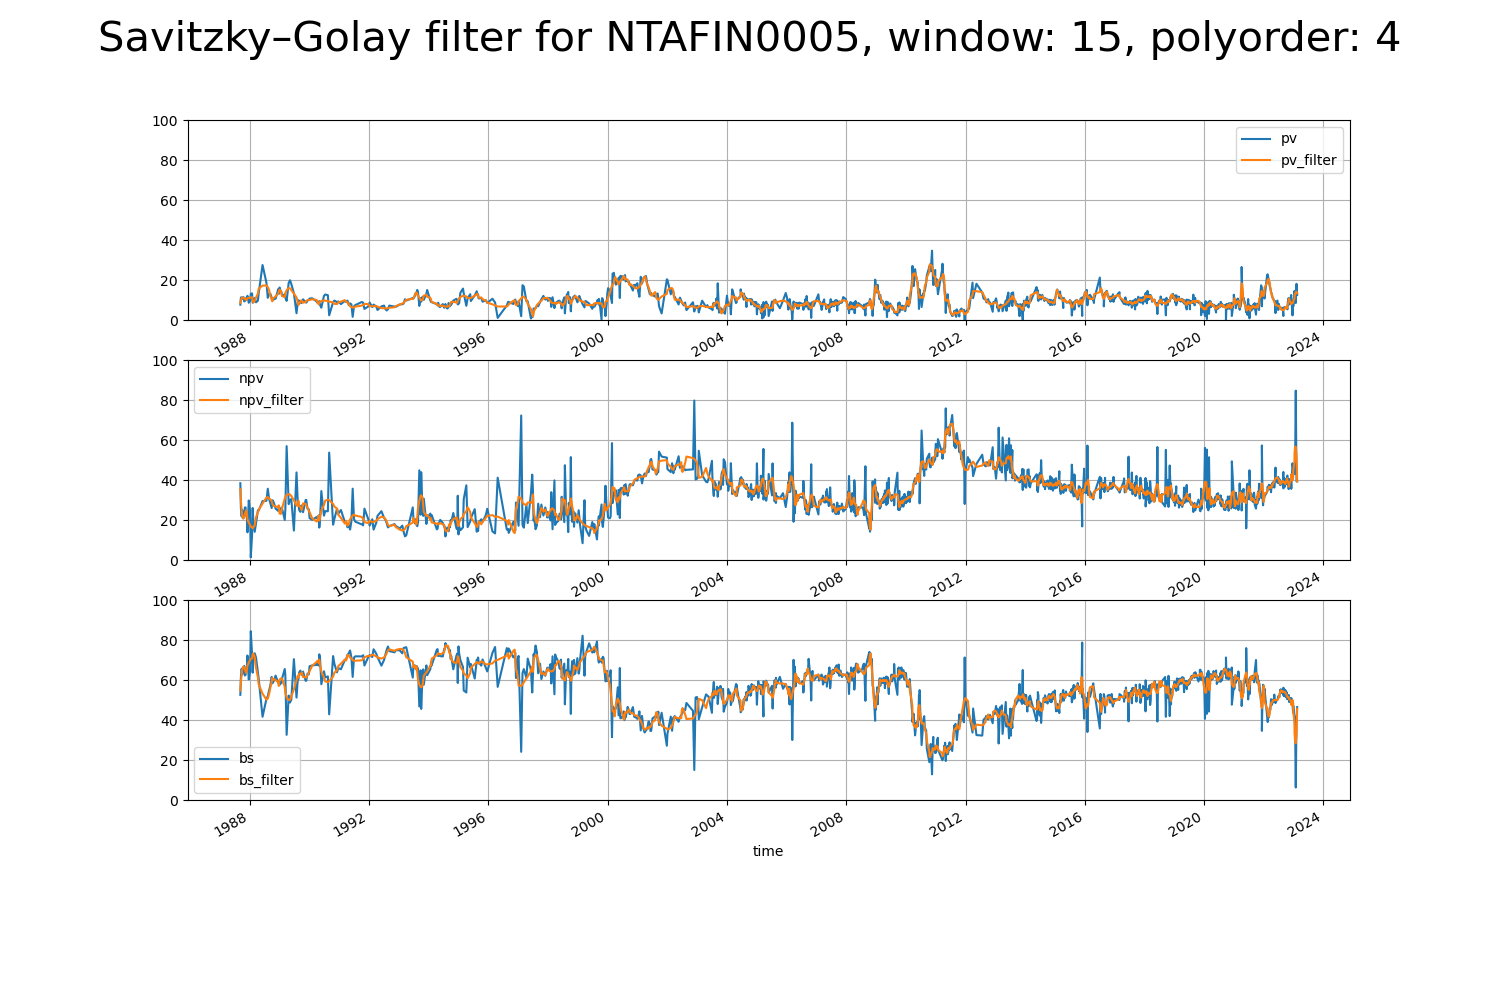 Savitzky–Golay filter for NTAFIN0005, window: 15, polyorder: 4
100
80
60
40
20
0
pv
pv_filter
1988 1992 1996 2000 2004 2008 2012 2016 2020 2024
100
80
60
40
20
0
npv
npv_filter
1988 1992 1996 2000 2004 2008 2012 2016 2020 2024
100
80
60
40
20
0
bs
bs_filter
1988 1992 1996 2000 2004 2008 2012 2016 2020 2024
time